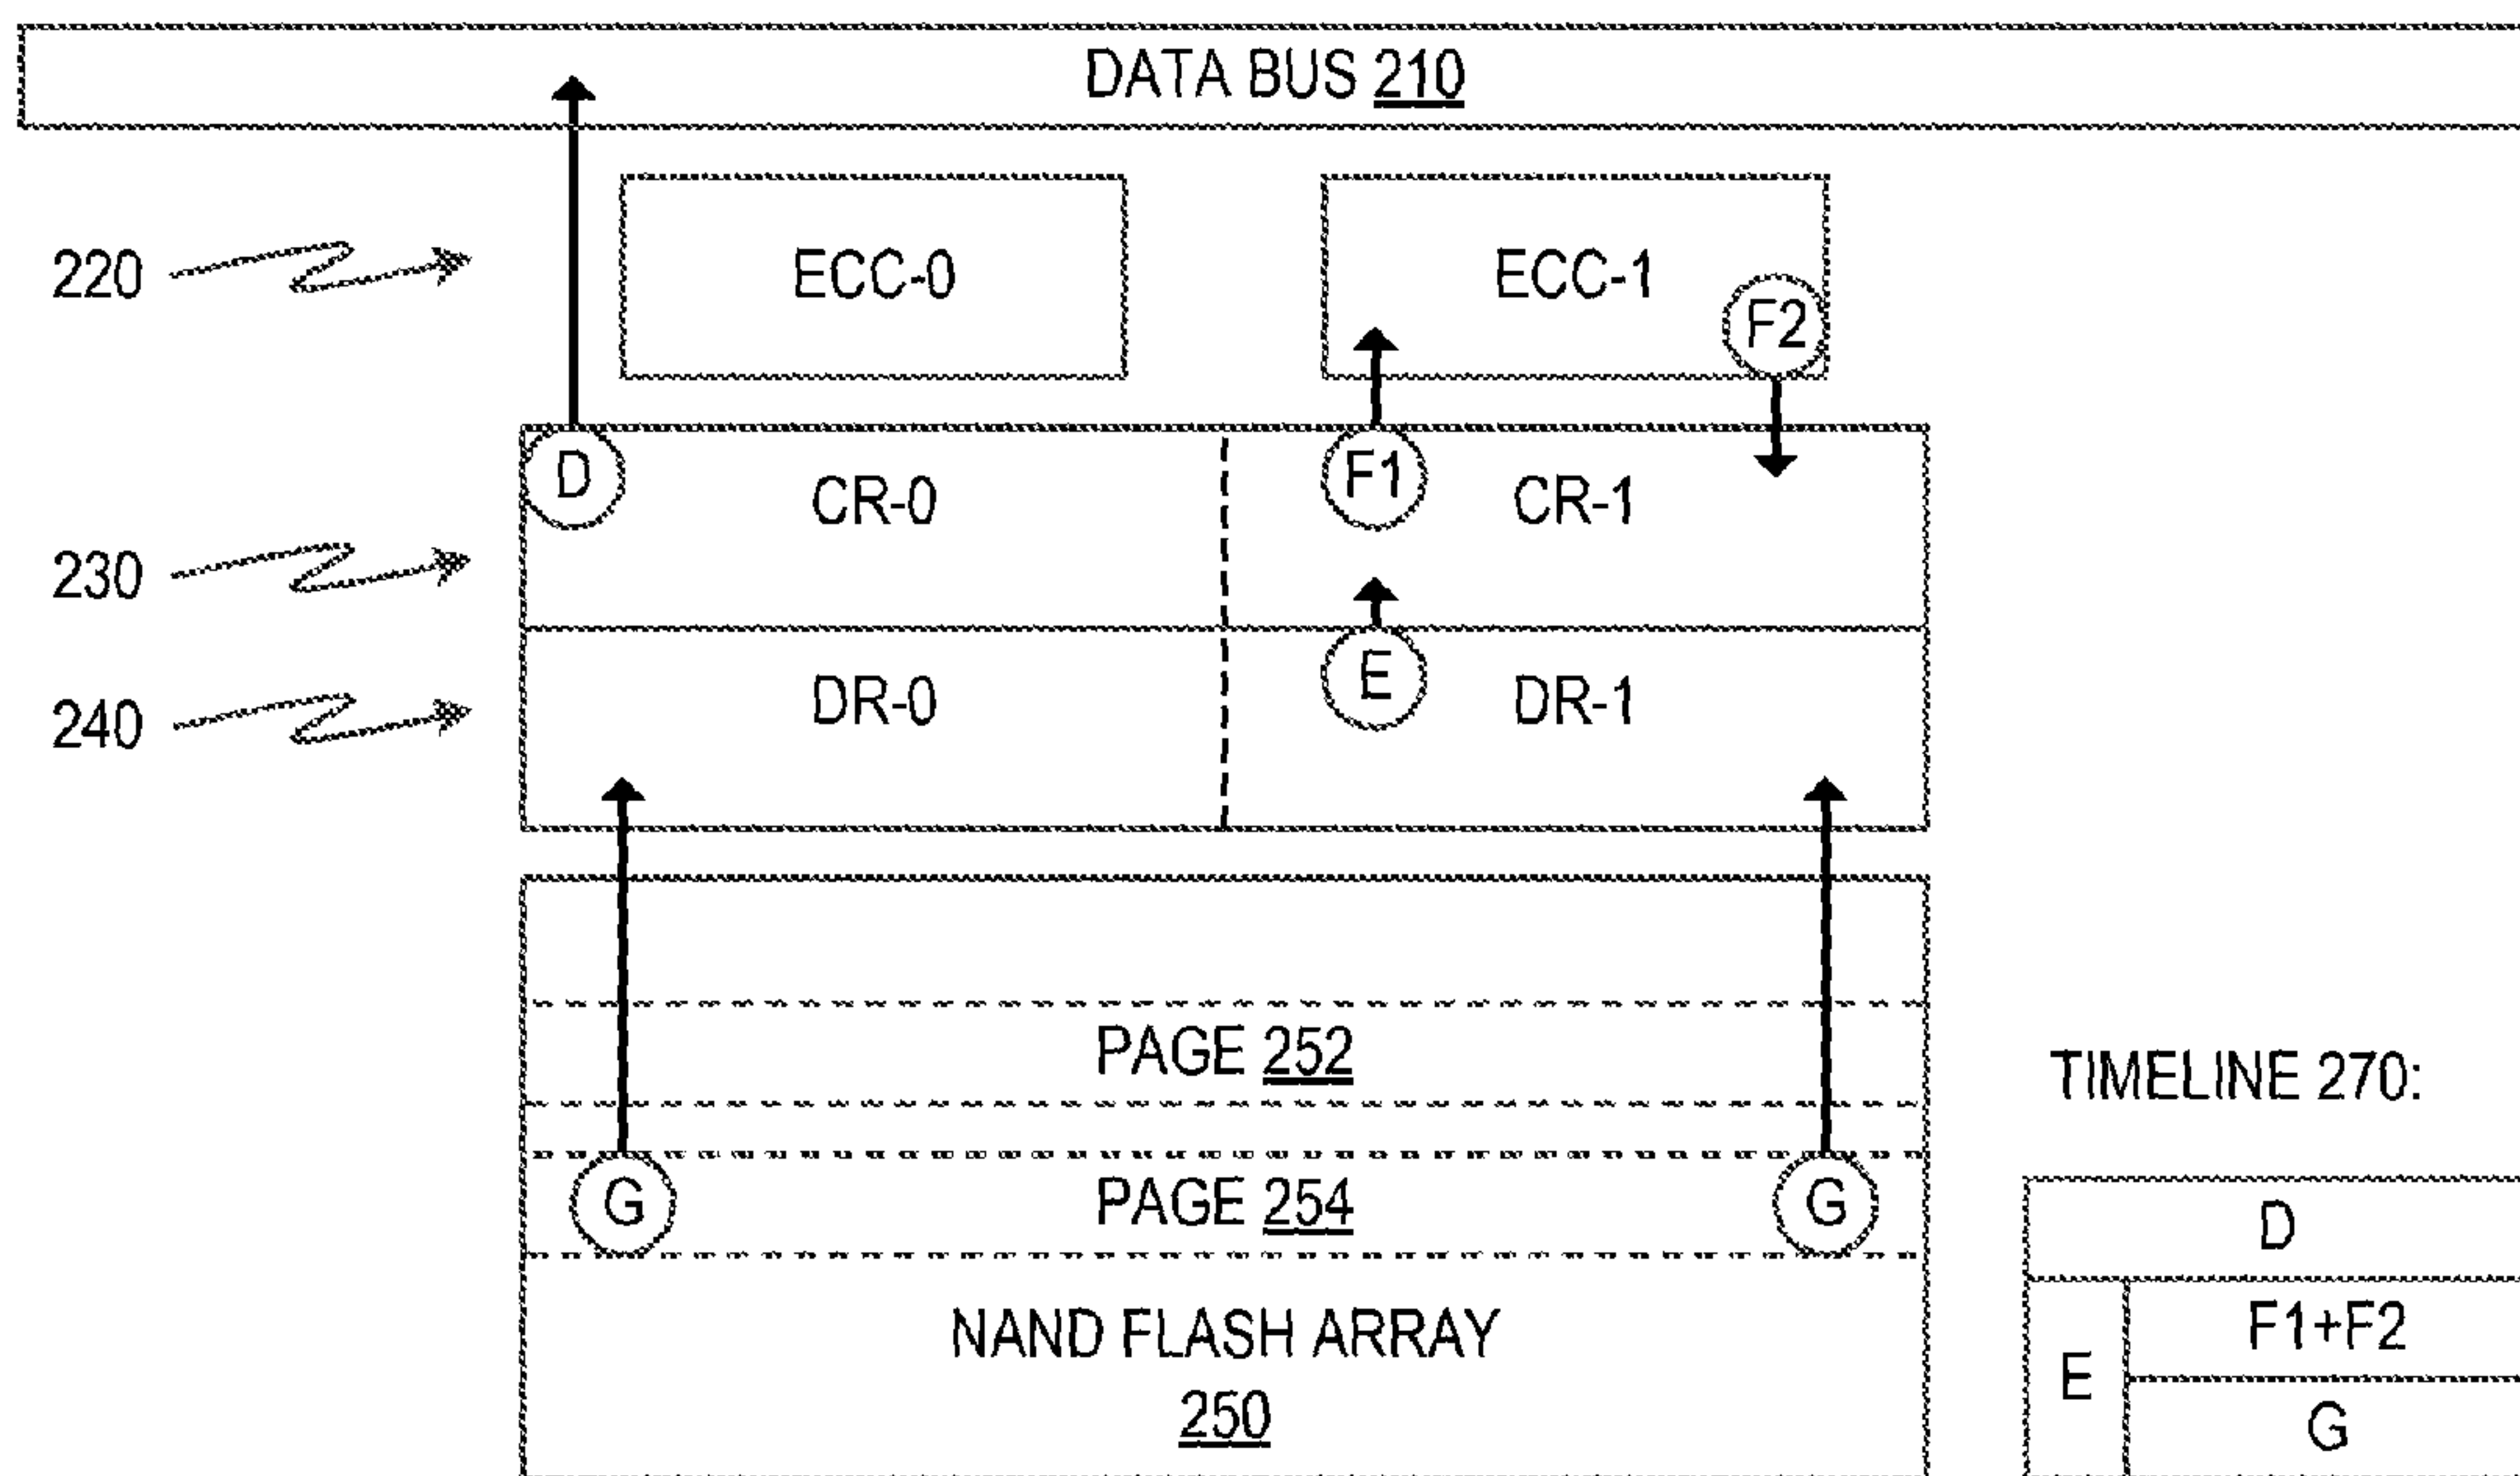 DATA BUS 210
220
ECC-0
ECC-1
F2
D
CR-0
F1
CR-1
230
E
DR-0
DR-1
240
PAGE 252
TIMELINE 270:
G
PAGE 254
G
D
NAND FLASH ARRAY
F1+F2
E
250
G